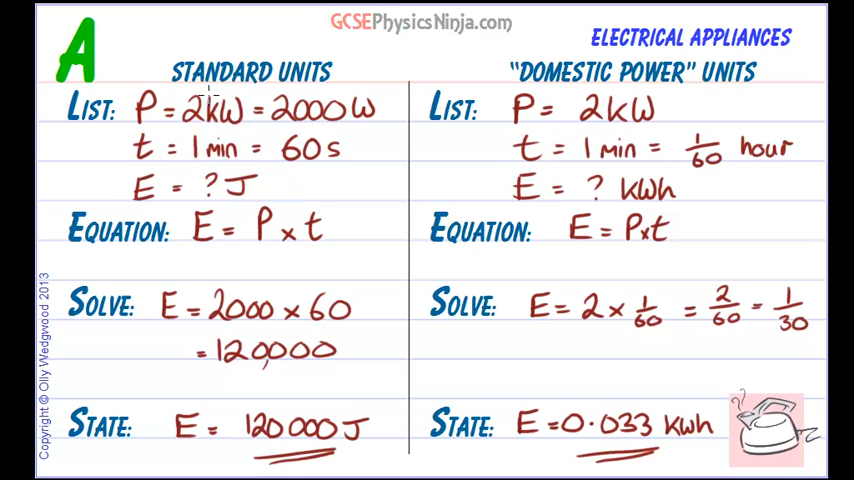 GCSEPhysicsNinja.com
A
ELECTRICAL APPLIANCES
STANDARD UNITS
LIST: P = 2kW = 2000W
t = 1 min = 60s
E = ? J
EQUATION: E = P × t
SOLVE: E = 2000 × 60
= 120,000
STATE: E = 120 000 J
"DOMESTIC POWER" UNITS
LIST: P = 2kW
t = 1 min = 1/60 hour
E = ? kWh
EQUATION: E = P×t
SOLVE: E = 2 × 1/60 = 2/60 = 1/30
STATE: E = 0.033 kWh
Copyright © Olly Wedgwood 2013